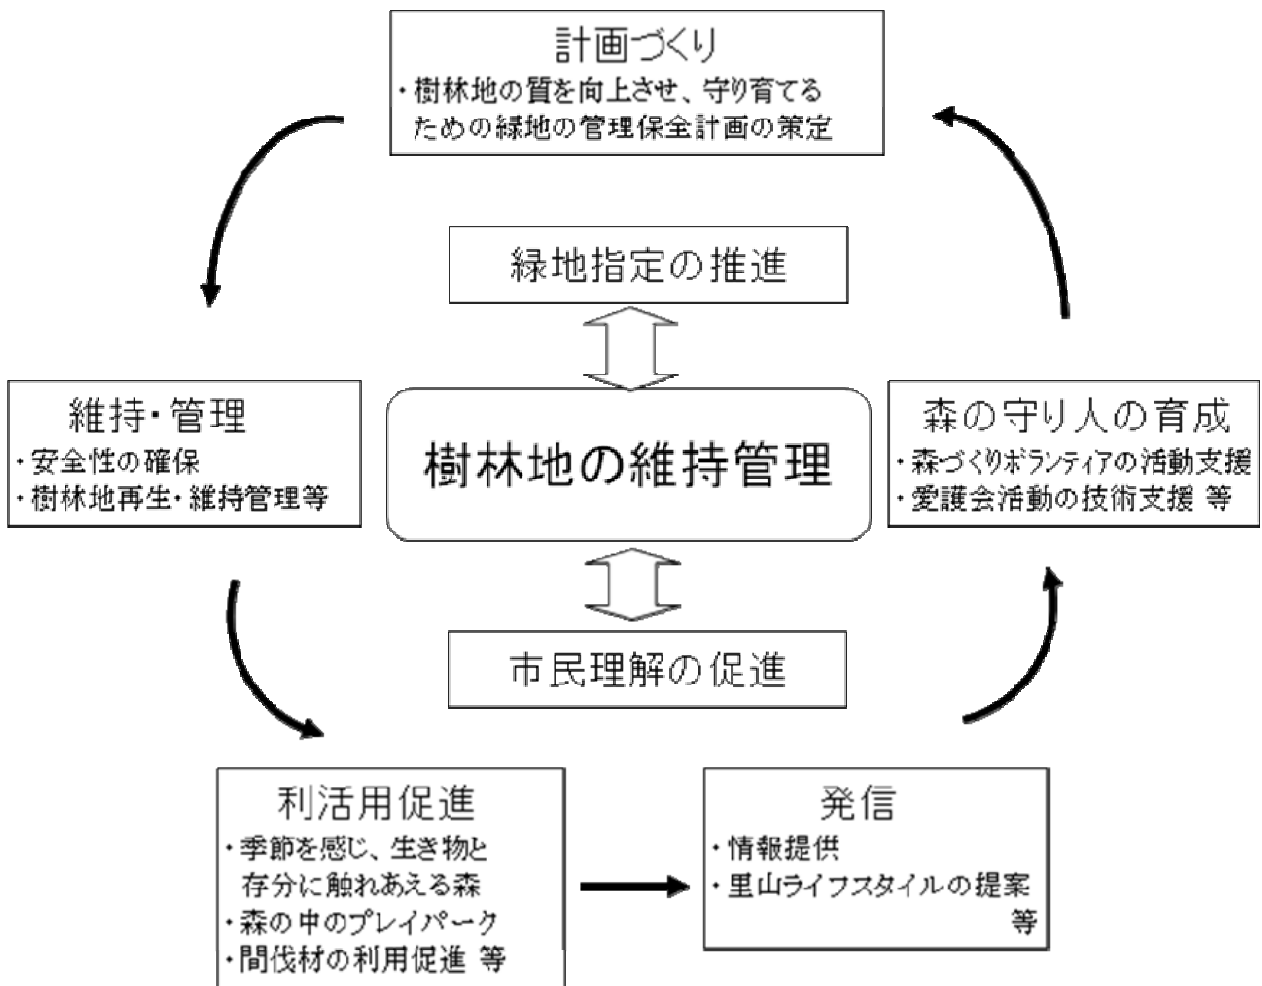 計画づくり
・樹林地の質を向上させ、守り育てる
ための緑地の管理保全計画の策定
緑地指定の推進
維持・管理
・安全性の確保
・樹林地再生・維持管理等
樹林地の維持管理
森の守り人の育成
・森づくりボランティアの活動支援
・愛護会活動の技術支援 等
市民理解の促進
利活用促進
・季節を感じ、生き物と
存分に触れあえる森
・森の中のプレイパーク
・間伐材の利用促進 等
発信
・情報提供
・里山ライフスタイルの提案
等